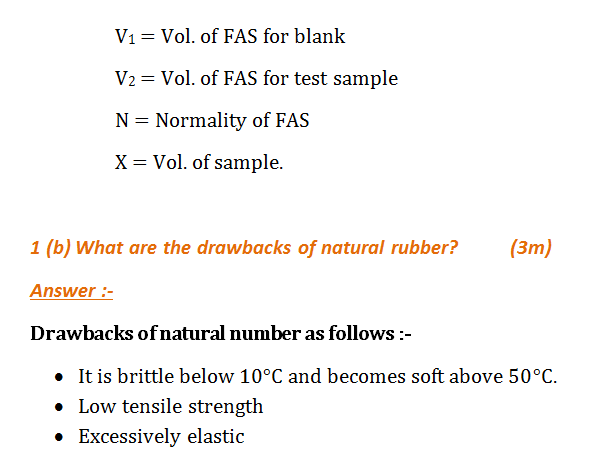 V1 = Vol. of FAS for blank
V2 = Vol. of FAS for test sample
N = Normality of FAS
X = Vol. of sample.
1 (b) What are the drawbacks of natural rubber? (3m)
Answer :-
Drawbacks of natural number as follows :-
• It is brittle below 10°C and becomes soft above 50°C.
• Low tensile strength
• Excessively elastic